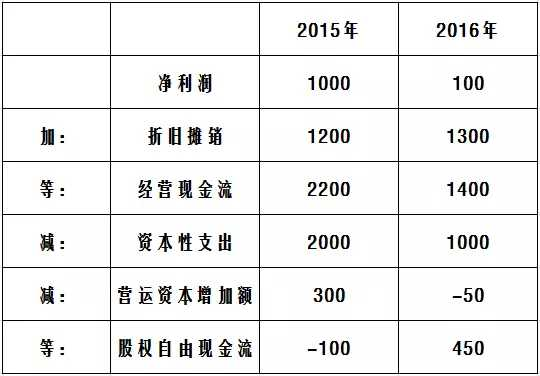 2015年 2016年
净利润 1000 100
加: 折旧摊销 1200 1300
等: 经营现金流 2200 1400
减: 资本性支出 2000 1000
减: 营运资本增加额 300 -50
等: 股权自由现金流 -100 450